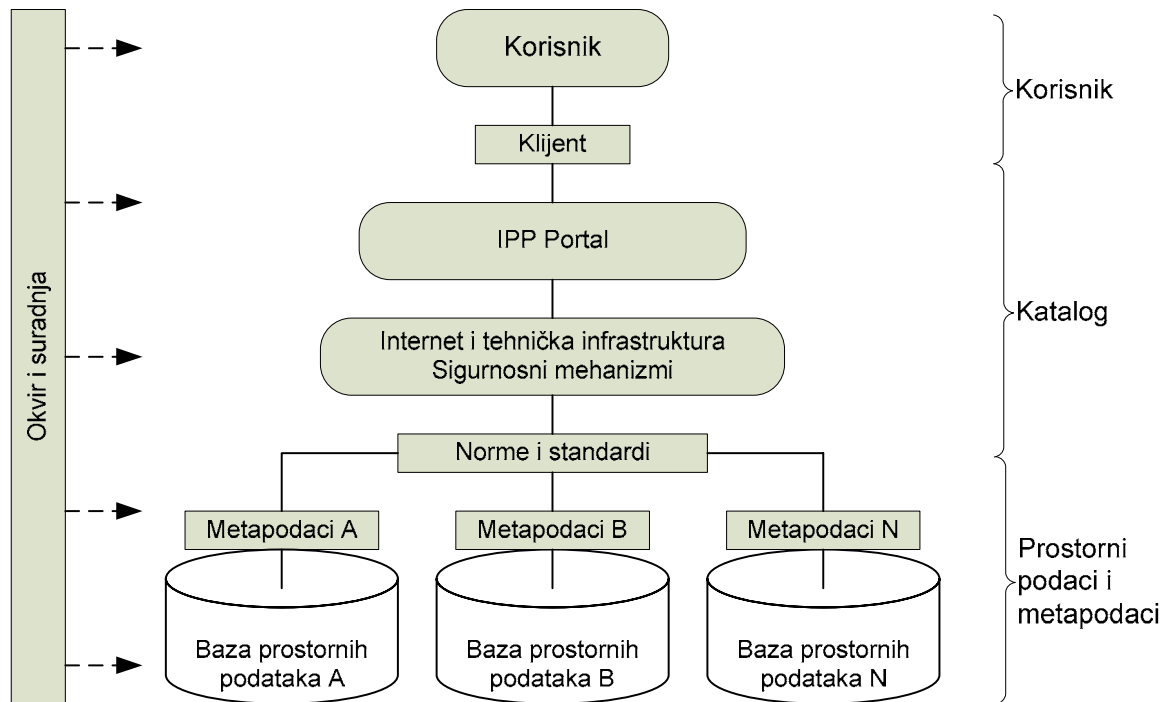 Okvir i suradnja
Korisnik
Klijent
Korisnik
IPP Portal
Internet i tehnička infrastruktura
Sigurnosni mehanizmi
Katalog
Norme i standardi
Metapodaci A
Metapodaci B
Metapodaci N
Baza prostornih
podataka A
Baza prostornih
podataka B
Baza prostornih
podataka N
Prostorni
podaci i
metapodaci